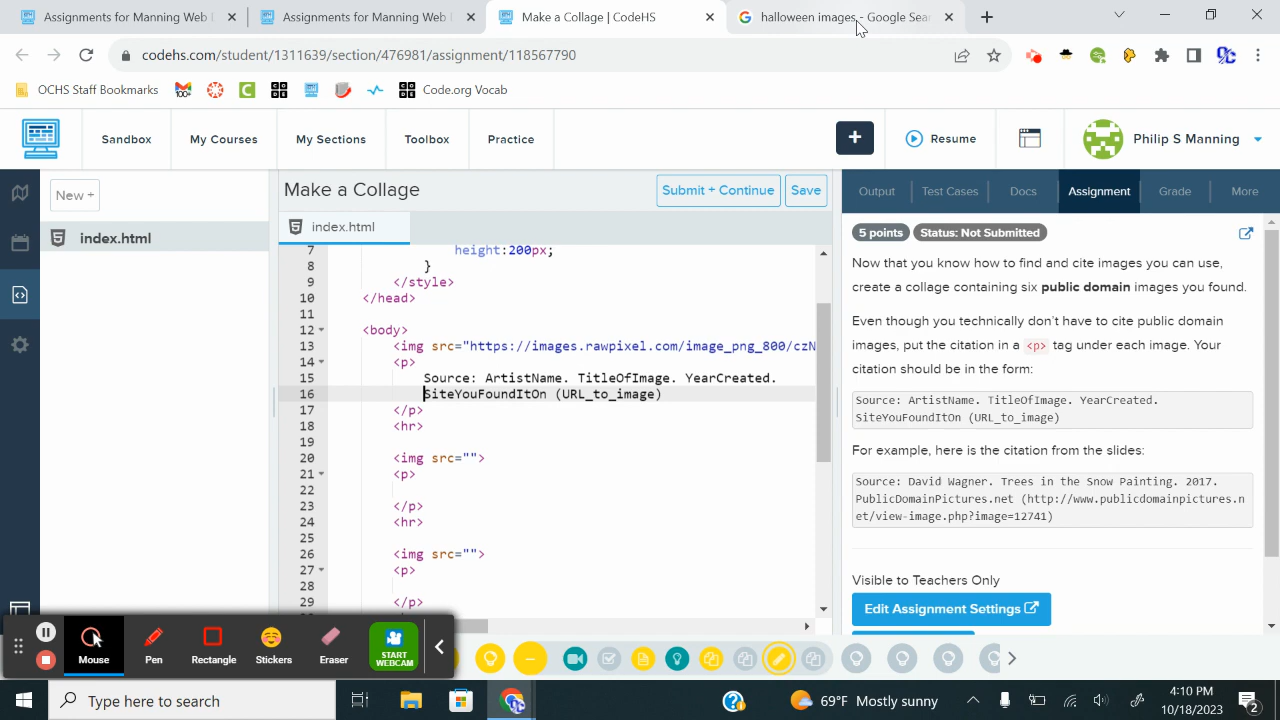 Assignments for Manning Web
Assignments for Manning Web
Make a Collage | CodeHS
halloween images - Google Sear
codehs.com/student/1311639/section/476981/assignment/118567790
OCHS Staff Bookmarks
Code.org Vocab
Sandbox
My Courses
My Sections
Toolbox
Practice
+
Resume
Philip S Manning
New +
Make a Collage
Submit + Continue
Save
Output
Test Cases
Docs
Assignment
Grade
More
index.html
index.html
7 height:200px;
8 }
9 </style>
10 </head>
11
12 <body>
13 <img src="https://images.rawpixel.com/image_png_800/czN
14 <p>
15 Source: ArtistName. TitleOfImage. YearCreated.
16 SiteYouFoundItOn (URL_to_image)
17 </p>
18 <hr>
19
20 <img src="">
21 <p>
22
23 </p>
24 <hr>
25
26 <img src="">
27 <p>
28
29 </p>
5 points
Status: Not Submitted
Now that you know how to find and cite images you can use,
create a collage containing six public domain images you found.
Even though you technically don't have to cite public domain
images, put the citation in a <p> tag under each image. Your
citation should be in the form:
Source: ArtistName. TitleOfImage. YearCreated.
SiteYouFoundItOn (URL_to_image)
For example, here is the citation from the slides:
Source: David Wagner. Trees in the Snow Painting. 2017.
PublicDomainPictures.net (http://www.publicdomainpictures.n
et/view-image.php?image=12741)
Visible to Teachers Only
Edit Assignment Settings
Mouse
Pen
Rectangle
Stickers
Eraser
START
WEBCAM
Type here to search
69°F Mostly sunny
4:10 PM
10/18/2023
2